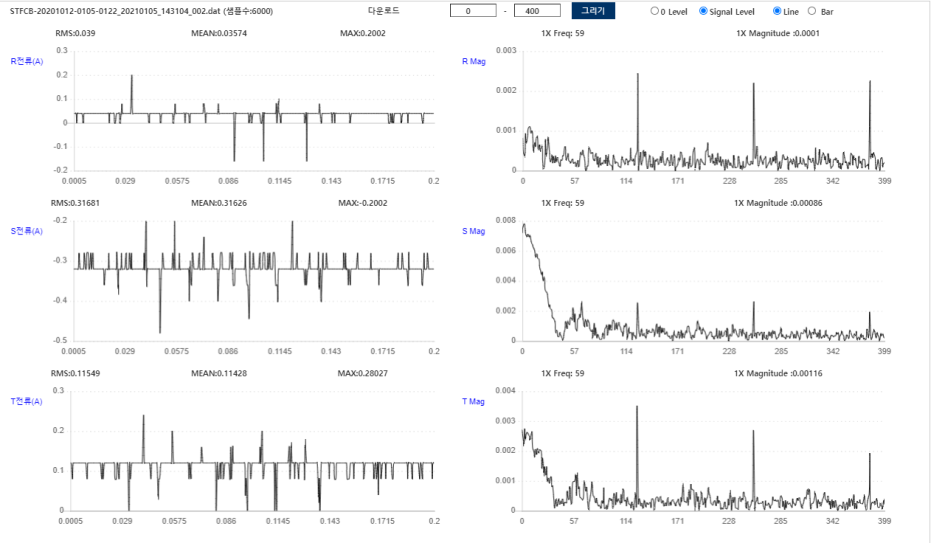 STFCB-20201012-0105-0122_20210105_143104_002.dat (샘플수:6000) 다운로드 0 - 400 그리기 0 Level Signal Level Line Bar
RMS:0.039 MEAN:0.03574 MAX:0.2002
R전류(A)
0.3
0.2
0.1
0
-0.1
-0.2
0.0005 0.029 0.0575 0.086 0.1145 0.143 0.1715 0.2
1X Freq: 59 1X Magnitude :0.0001
R Mag
0.003
0.002
0.001
0
0 57 114 171 228 285 342 399
RMS:0.31681 MEAN:0.31626 MAX:-0.2002
S전류(A)
-0.2
-0.3
-0.4
-0.5
0.0005 0.029 0.0575 0.086 0.1145 0.143 0.1715 0.2
1X Freq: 59 1X Magnitude :0.00086
S Mag
0.008
0.006
0.004
0.002
0
0 57 114 171 228 285 342 399
RMS:0.11549 MEAN:0.11428 MAX:0.28027
T전류(A)
0.3
0.2
0.1
0
0.0005 0.029 0.0575 0.086 0.1145 0.143 0.1715 0.2
1X Freq: 59 1X Magnitude :0.00116
T Mag
0.004
0.003
0.002
0.001
0
0 57 114 171 228 285 342 399